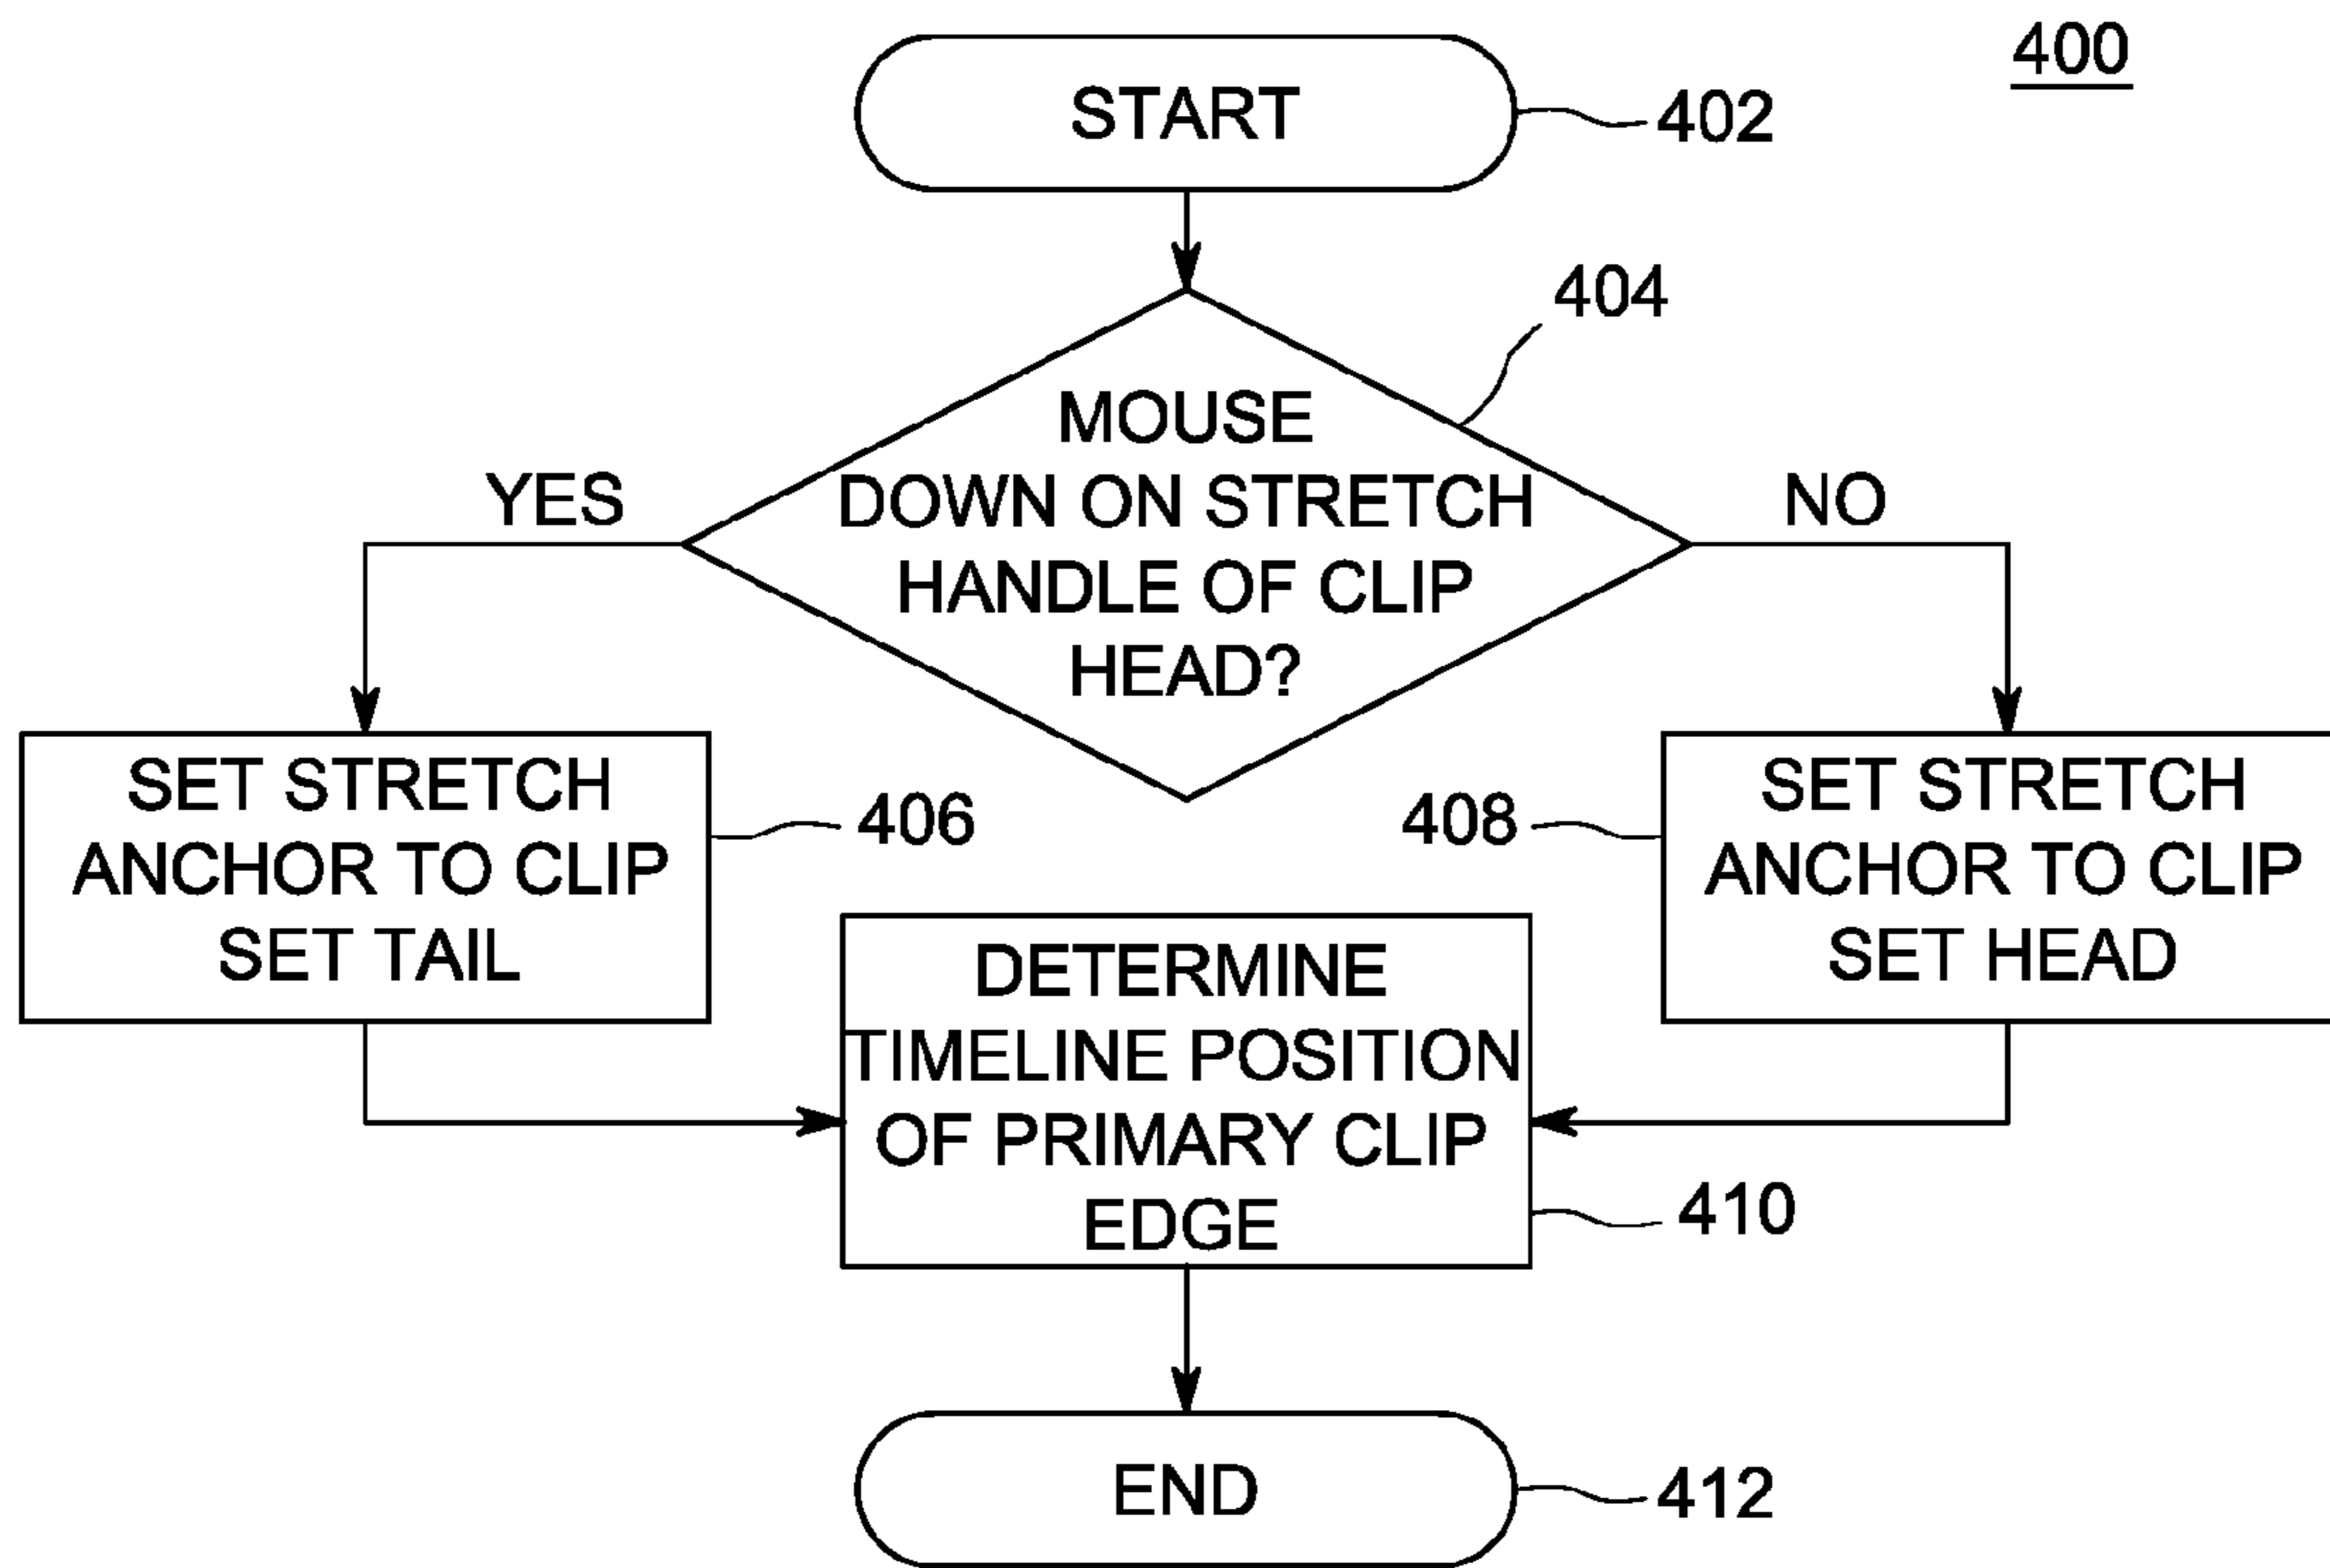 400
START
402
404
MOUSE
DOWN ON STRETCH
HANDLE OF CLIP
HEAD?
YES
NO
SET STRETCH
ANCHOR TO CLIP
SET TAIL
406
408
SET STRETCH
ANCHOR TO CLIP
SET HEAD
DETERMINE
TIMELINE POSITION
OF PRIMARY CLIP
EDGE
410
END
412